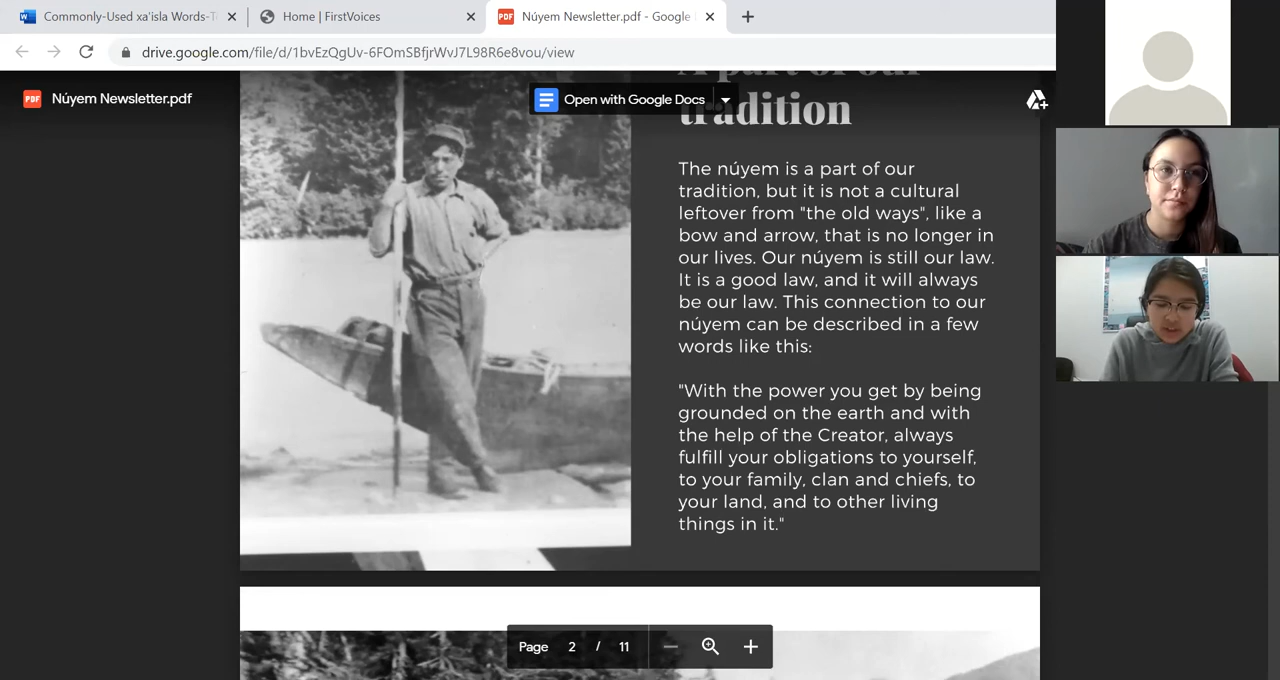 Commonly-Used xa'isla Words-T
Home | FirstVoices
Núyem Newsletter.pdf - Google
drive.google.com/file/d/1bvEzQgUv-6FOmSBfjrWvJ7L98R6e8vou/view
PDF Núyem Newsletter.pdf
Open with Google Docs
A part of our
tradition
The núyem is a part of our
tradition, but it is not a cultural
leftover from "the old ways", like a
bow and arrow, that is no longer in
our lives. Our núyem is still our law.
It is a good law, and it will always
be our law. This connection to our
núyem can be described in a few
words like this:
"With the power you get by being
grounded on the earth and with
the help of the Creator, always
fulfill your obligations to yourself,
to your family, clan and chiefs, to
your land, and to other living
things in it."
Page 2 / 11